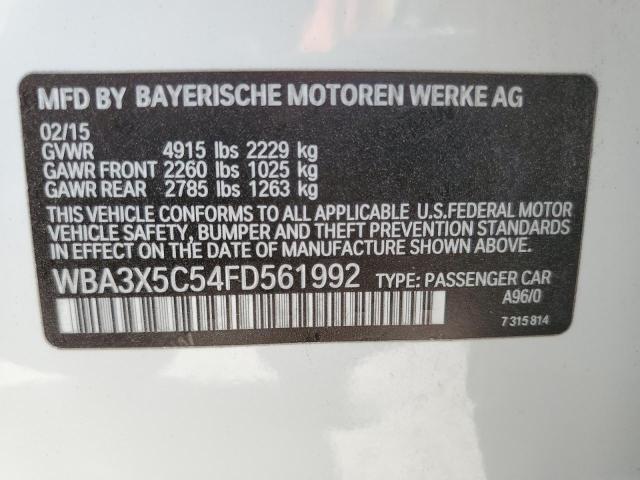 MFD BY BAYERISCHE MOTOREN WERKE AG
02/15
GVWR 4915 lbs 2229 kg
GAWR FRONT 2260 lbs 1025 kg
GAWR REAR 2785 lbs 1263 kg
THIS VEHICLE CONFORMS TO ALL APPLICABLE U.S.FEDERAL MOTOR
VEHICLE SAFETY, BUMPER AND THEFT PREVENTION STANDARDS
IN EFFECT ON THE DATE OF MANUFACTURE SHOWN ABOVE.
WBA3X5C54FD561992 TYPE: PASSENGER CAR
A96/0
7 315 814